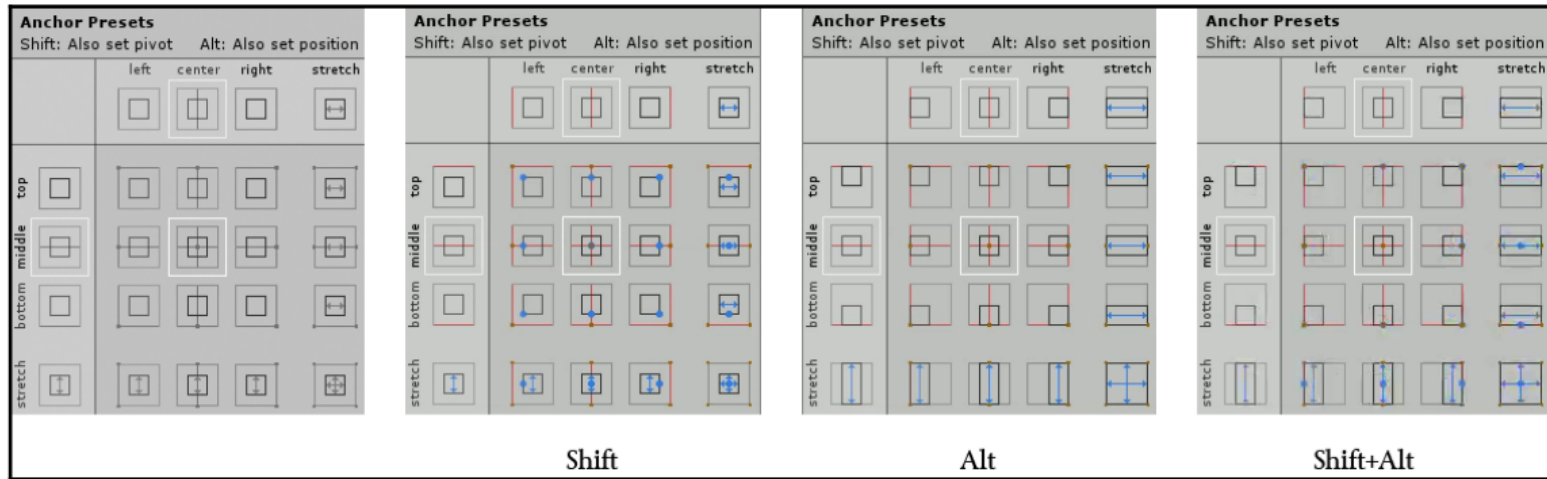 Anchor Presets
Shift: Also set pivot Alt: Also set position
left center right stretch
top
middle
bottom
stretch
Anchor Presets
Shift: Also set pivot Alt: Also set position
left center right stretch
top
middle
bottom
stretch
Shift
Anchor Presets
Shift: Also set pivot Alt: Also set position
left center right stretch
top
middle
bottom
stretch
Alt
Anchor Presets
Shift: Also set pivot Alt: Also set position
left center right stretch
top
middle
bottom
stretch
Shift+Alt